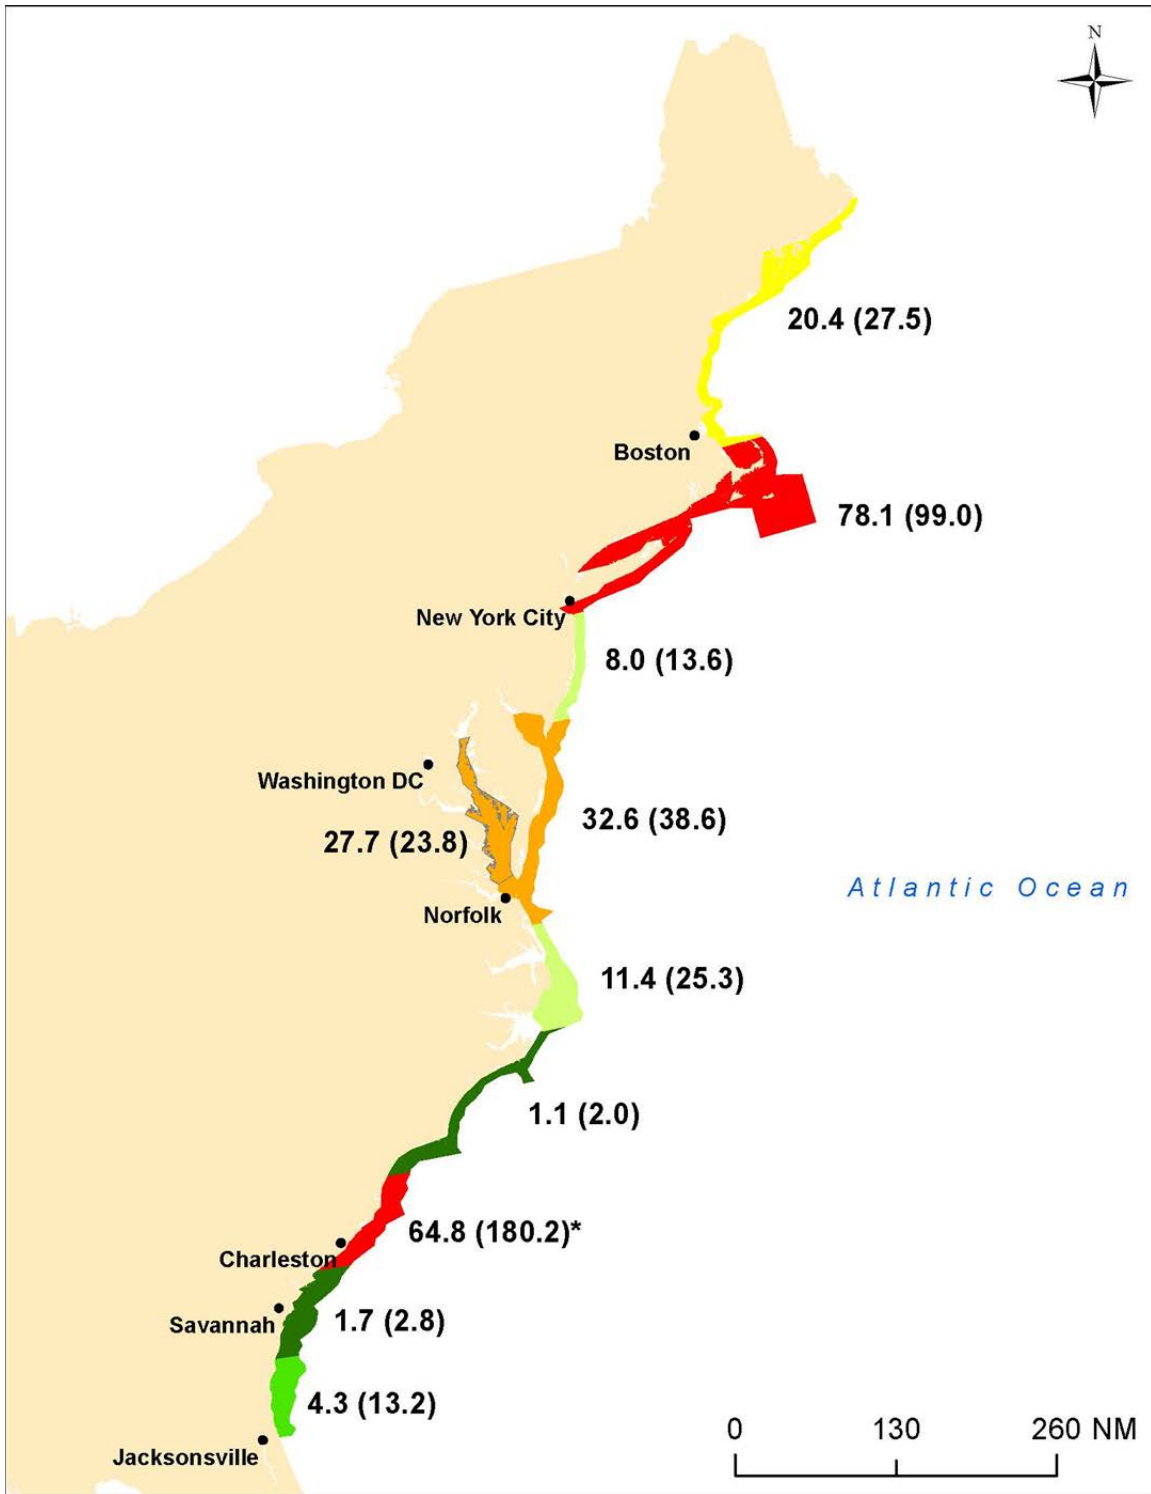 N
20.4 (27.5)
Boston
78.1 (99.0)
New York City
8.0 (13.6)
Washington DC
32.6 (38.6)
27.7 (23.8)
Atlantic Ocean
Norfolk
11.4 (25.3)
1.1 (2.0)
64.8 (180.2)*
Charleston
1.7 (2.8)
Savannah
4.3 (13.2)
0 130 260 NM
Jacksonsville